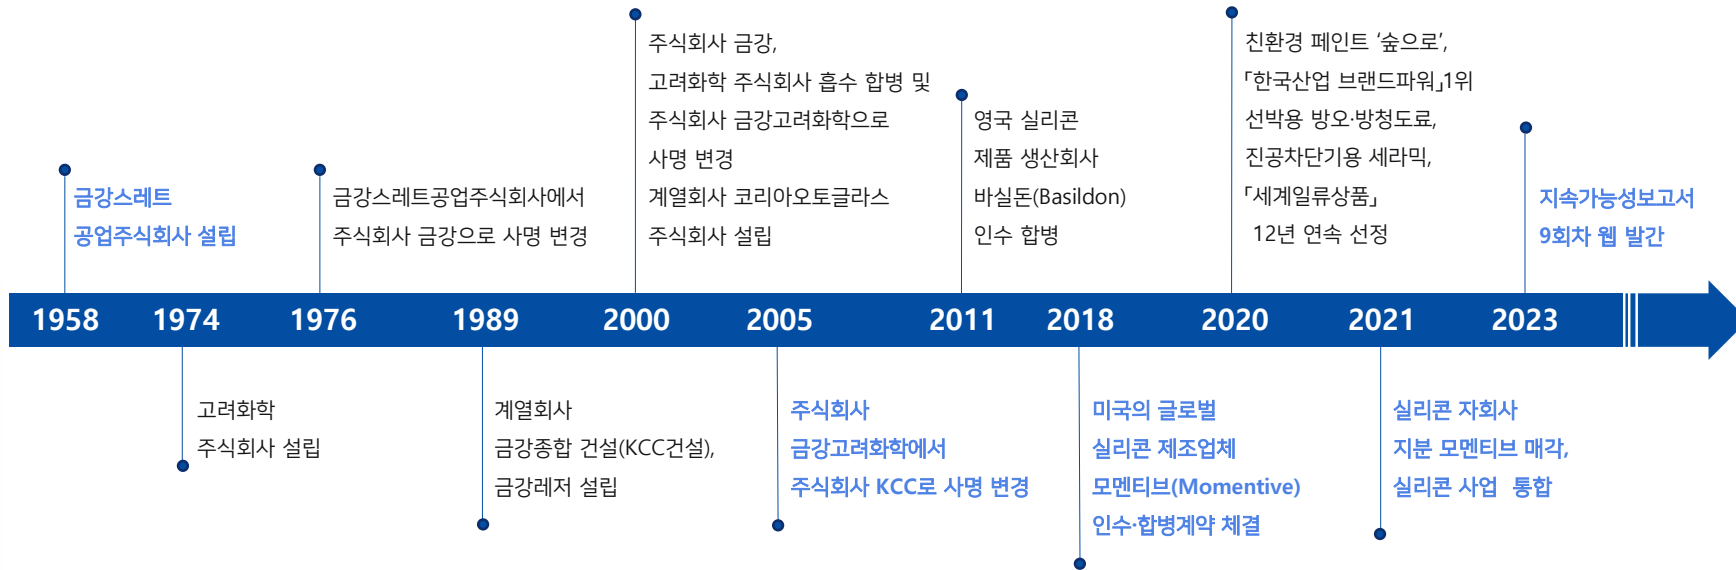 주식회사 금강,
고려화학 주식회사 흡수 합병 및
주식회사 금강고려화학으로
사명 변경
계열회사 코리아오토글라스
주식회사 설립
친환경 페인트 ‘숲으로’,
「한국산업 브랜드파워」1위
선박용 방오·방청도료,
진공차단기용 세라믹,
「세계일류상품」
12년 연속 선정
영국 실리콘
제품 생산회사
바실돈(Basildon)
인수 합병
금강스레트
공업주식회사 설립
금강스레트공업주식회사에서
주식회사 금강으로 사명 변경
지속가능성보고서
9회차 웹 발간
1958 1974 1976 1989 2000 2005 2011 2018 2020 2021 2023
고려화학
주식회사 설립
계열회사
금강종합 건설(KCC건설),
금강레저 설립
주식회사
금강고려화학에서
주식회사 KCC로 사명 변경
미국의 글로벌
실리콘 제조업체
모멘티브(Momentive)
인수·합병계약 체결
실리콘 자회사
지분 모멘티브 매각,
실리콘 사업 통합